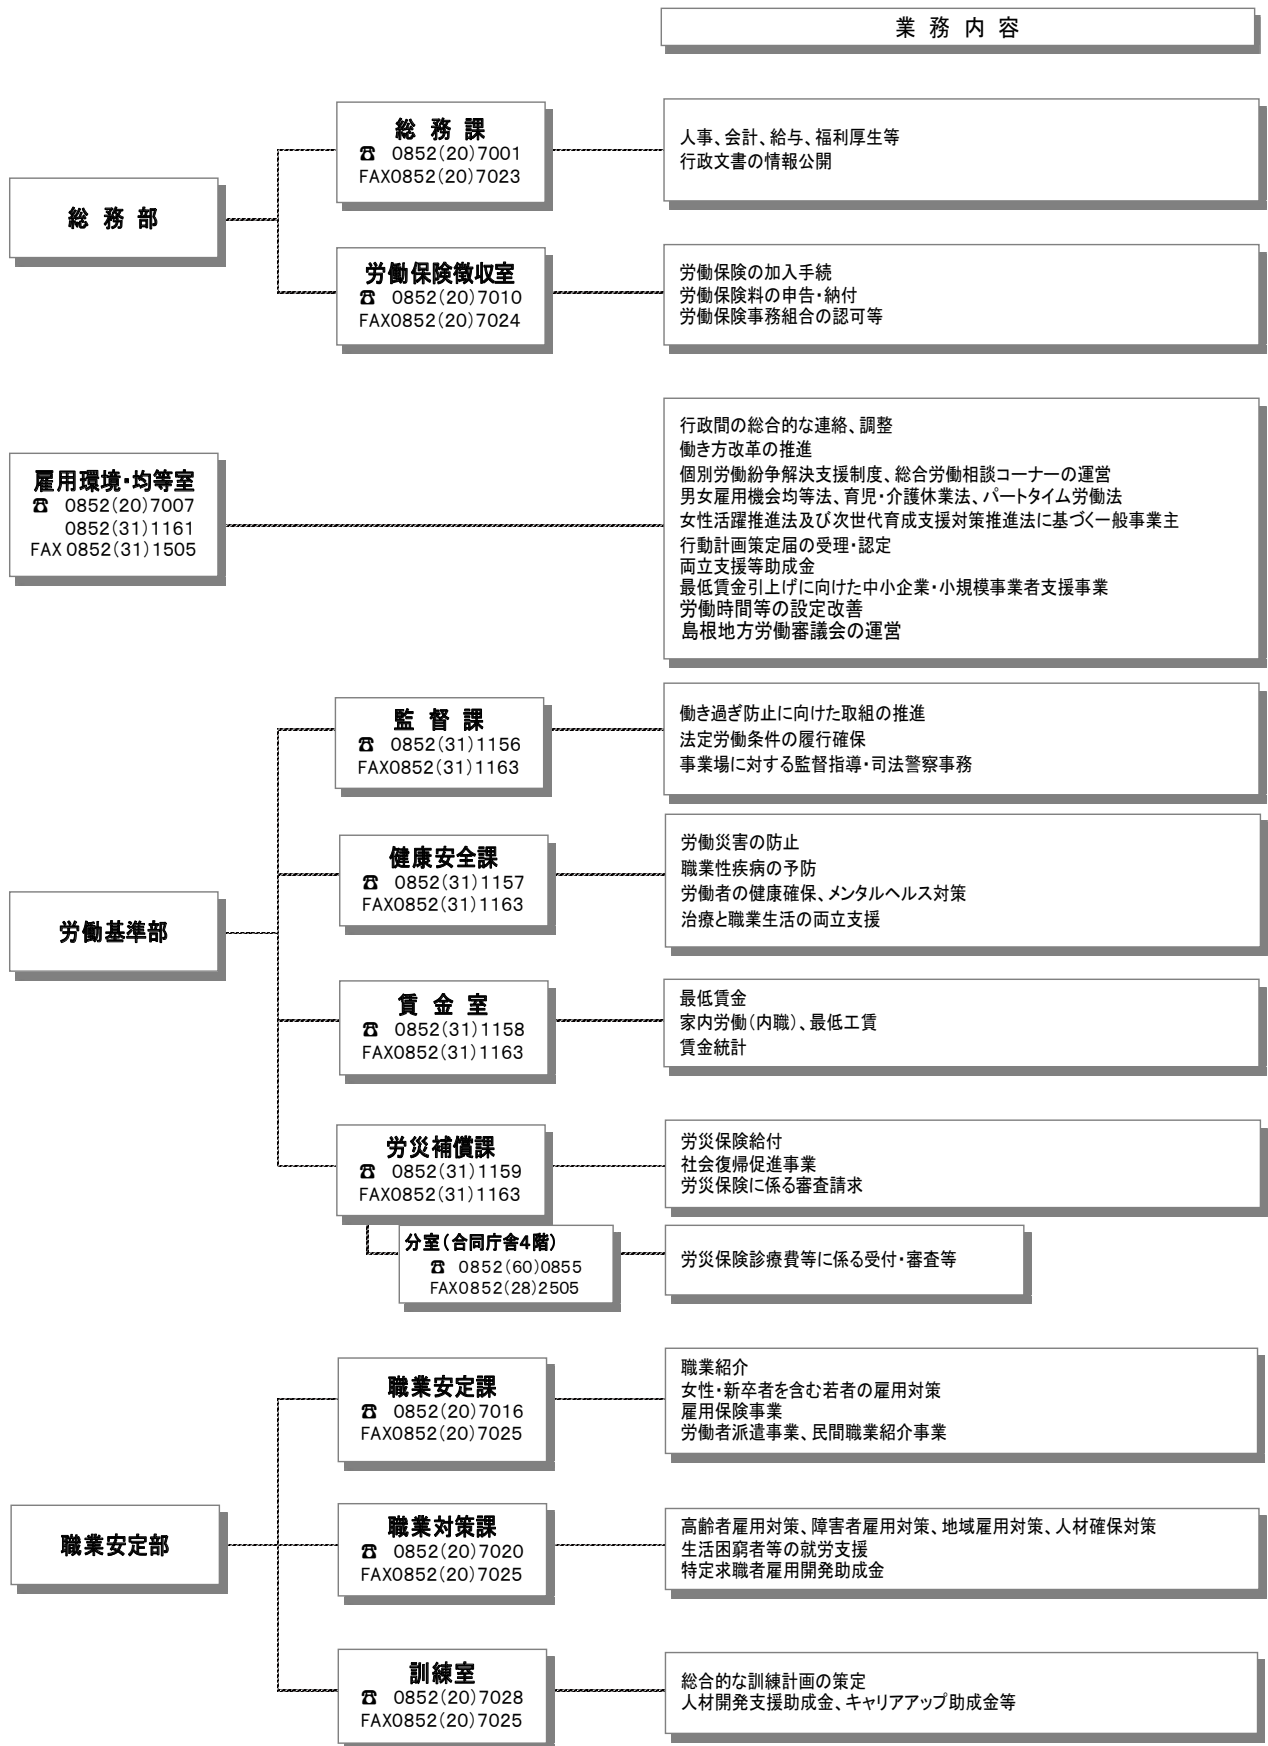 業 務 内 容
総 務 部
総 務 課
☎ 0852(20)7001
FAX0852(20)7023
人事、会計、給与、福利厚生等
行政文書の情報公開
労働保険徴収室
☎ 0852(20)7010
FAX0852(20)7024
労働保険の加入手続
労働保険料の申告・納付
労働保険事務組合の認可等
雇用環境・均等室
☎ 0852(20)7007
0852(31)1161
FAX 0852(31)1505
行政間の総合的な連絡、調整
働き方改革の推進
個別労働紛争解決支援制度、総合労働相談コーナーの運営
男女雇用機会均等法、育児・介護休業法、パートタイム労働法
女性活躍推進法及び次世代育成支援対策推進法に基づく一般事業主
行動計画策定届の受理・認定
両立支援等助成金
最低賃金引上げに向けた中小企業・小規模事業者支援事業
労働時間等の設定改善
島根地方労働審議会の運営
労働基準部
監 督 課
☎ 0852(31)1156
FAX0852(31)1163
働き過ぎ防止に向けた取組の推進
法定労働条件の履行確保
事業場に対する監督指導・司法警察事務
健康安全課
☎ 0852(31)1157
FAX0852(31)1163
労働災害の防止
職業性疾病の予防
労働者の健康確保、メンタルヘルス対策
治療と職業生活の両立支援
賃 金 室
☎ 0852(31)1158
FAX0852(31)1163
最低賃金
家内労働(内職)、最低工賃
賃金統計
労災補償課
☎ 0852(31)1159
FAX0852(31)1163
労災保険給付
社会復帰促進事業
労災保険に係る審査請求
分室(合同庁舎4階)
☎ 0852(60)0855
FAX0852(28)2505
労災保険診療費等に係る受付・審査等
職業安定部
職業安定課
☎ 0852(20)7016
FAX0852(20)7025
職業紹介
女性・新卒者を含む若者の雇用対策
雇用保険事業
労働者派遣事業、民間職業紹介事業
職業対策課
☎ 0852(20)7020
FAX0852(20)7025
高齢者雇用対策、障害者雇用対策、地域雇用対策、人材確保対策
生活困窮者等の就労支援
特定求職者雇用開発助成金
訓練室
☎ 0852(20)7028
FAX0852(20)7025
総合的な訓練計画の策定
人材開発支援助成金、キャリアアップ助成金等